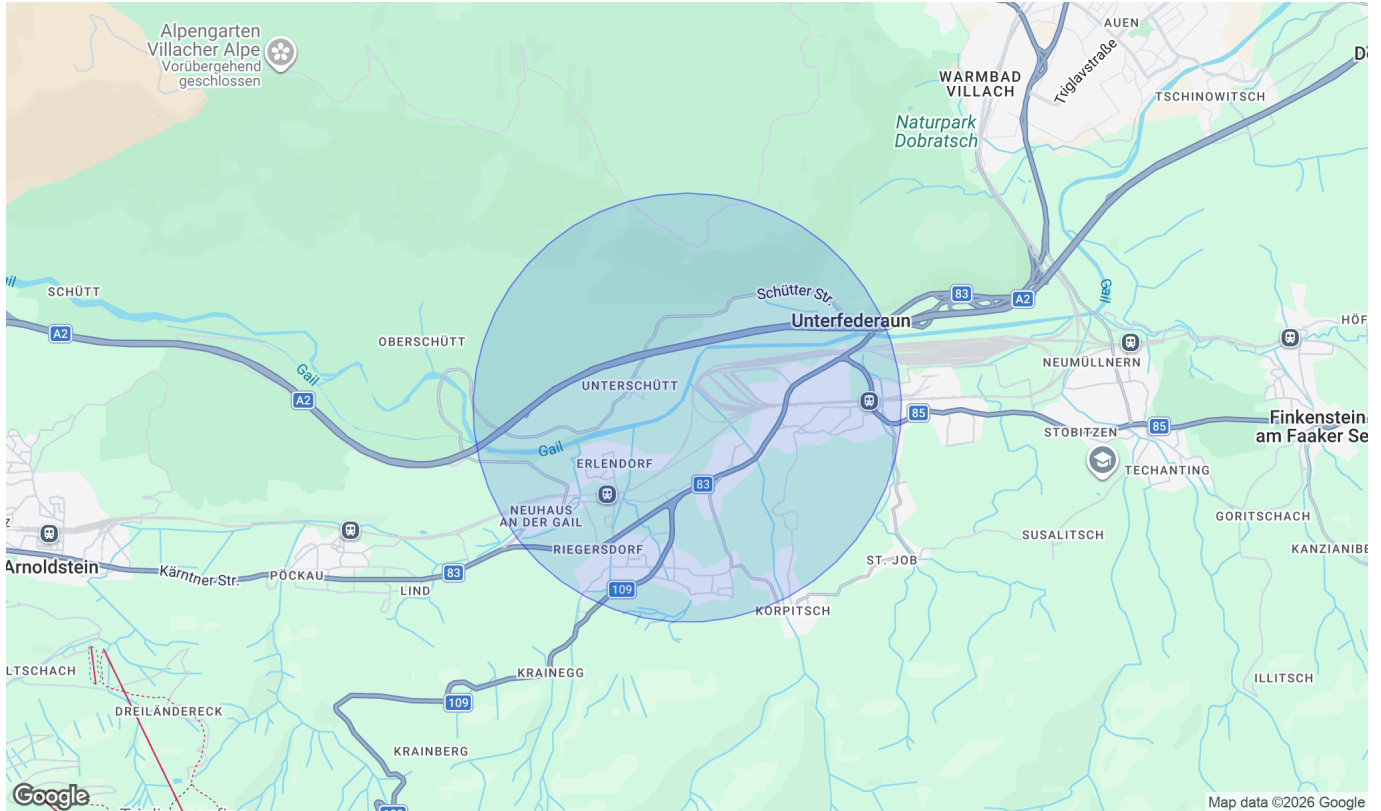 Alpengarten
Villacher Alpe
Vorübergehend
geschlossen
AUEN
WARMBAD
VILLACH
Triglavstraße
TSCHINOWITSCH
Naturpark
Dobratsch
SCHÜTT
A2
OBERSCHÜTT
Gail
A2
Schütter Str.
Unterfederaun
83
A2
Gail
HÖF
NEUMÜLLNERN
UNTERSCHÜTT
85
85
Finkenstein
am Faaker Se
STOBITZEN
TECHANTING
Gail
ERLENDORF
83
NEUHAUS
AN DER GAIL
GORITSCHACH
SUSALITSCH
KANZIANIBE
RIEGERSDORF
ST. JOB
Arnoldstein
Kärntner Str.
PÖCKAU
83
LIND
109
KORPITSCH
LTSCHACH
KRAINEGG
ILLITSCH
109
DREILÄNDERECK
KRAINBERG
Google
Map data ©2026 Google